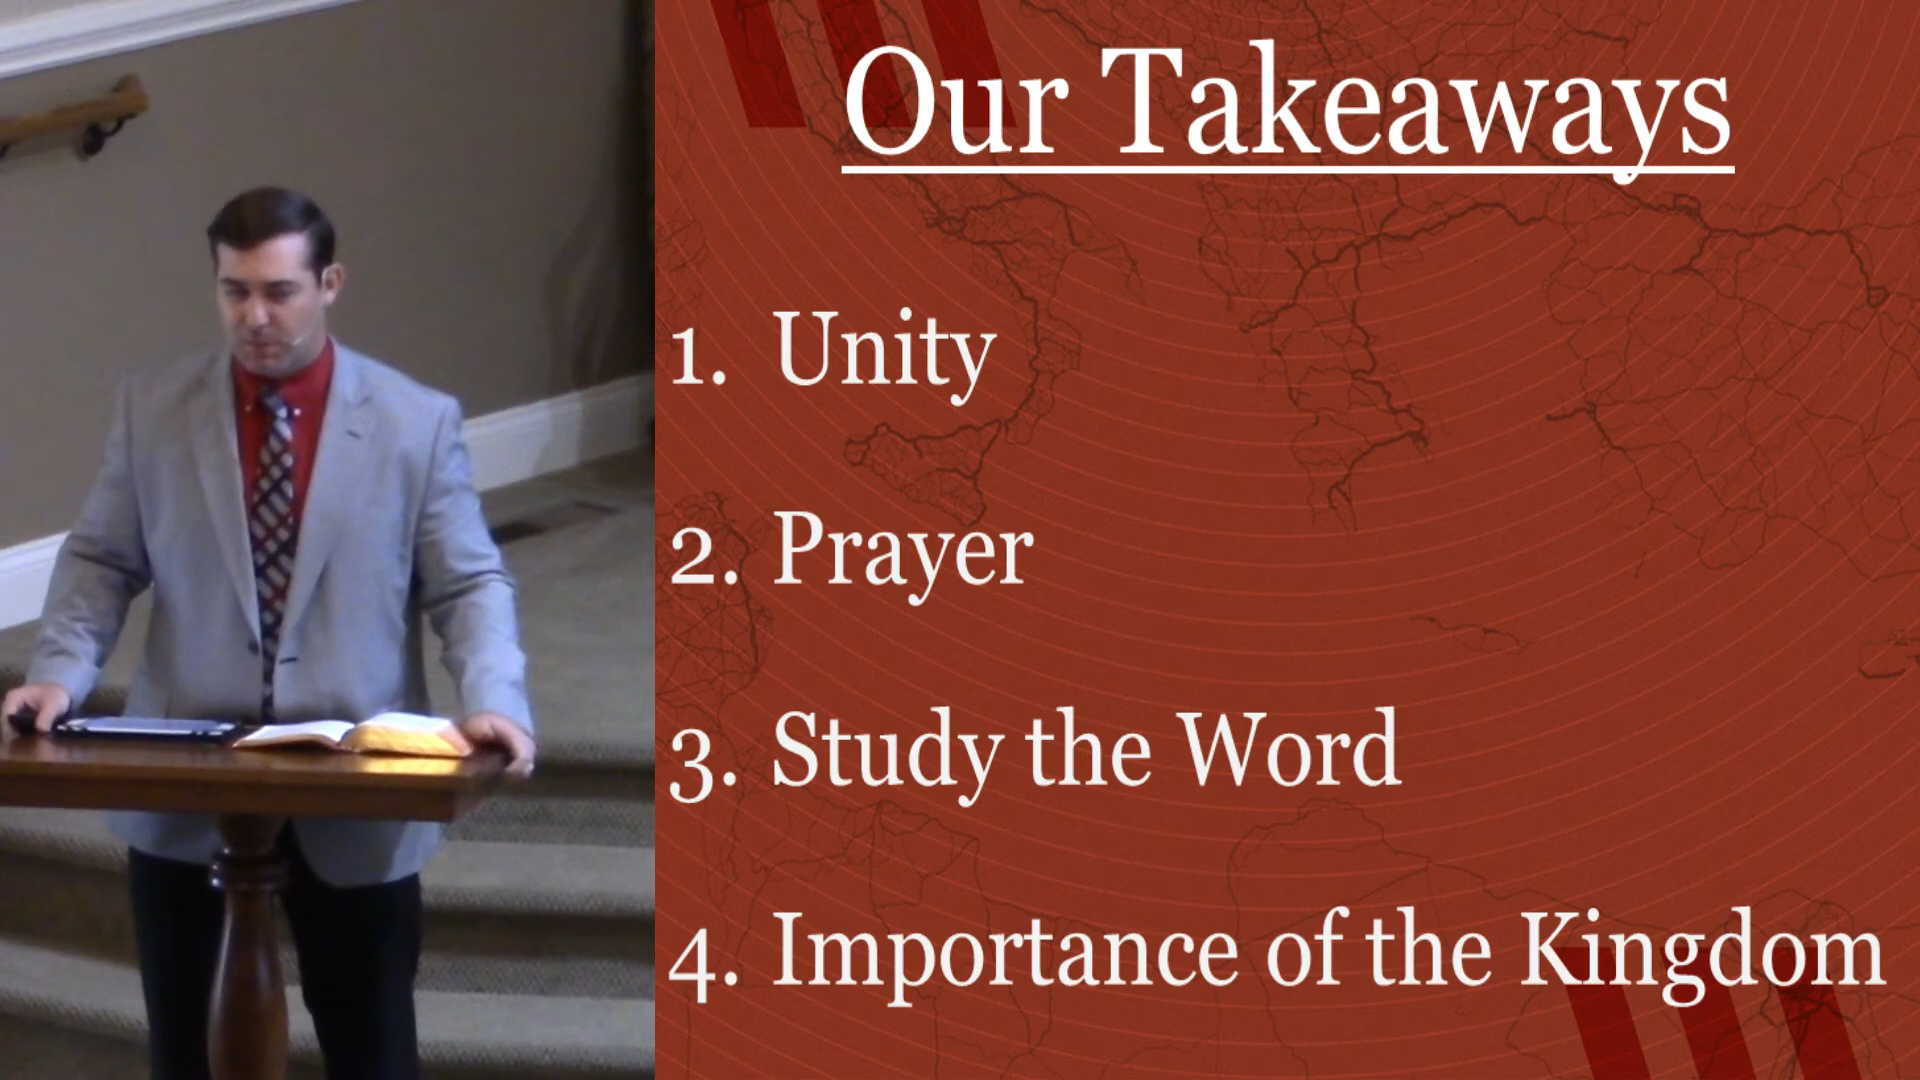 Our Takeaways
1. Unity
2. Prayer
3. Study the Word
4. Importance of the Kingdom